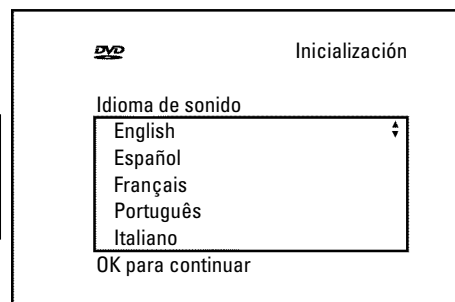 DVD
Inicialización
Idioma de sonido
English
Español
Français
Português
Italiano
OK para continuar